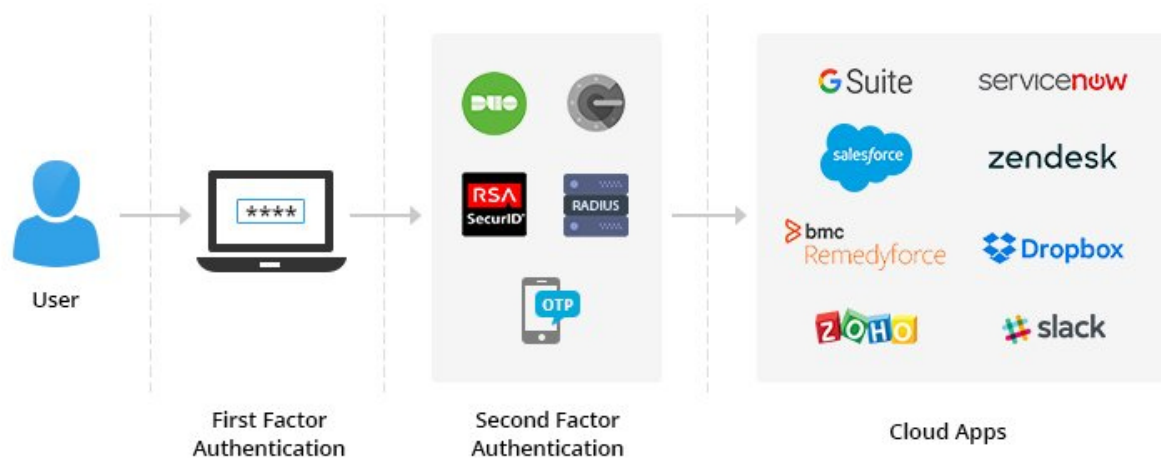 User
****
First Factor
Authentication
DUO
RSA
SecurID®
RADIUS
OTP
Second Factor
Authentication
G Suite
servicenow
salesforce
zendesk
bmc
Remedyforce
Dropbox
ZOHO
slack
Cloud Apps